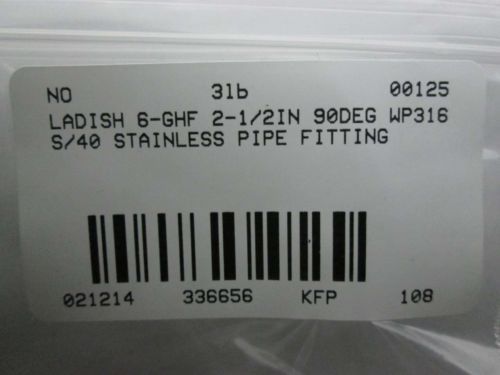 NO 3lb 00125
LADISH 6-GHF 2-1/2IN 90DEG WP316
S/40 STAINLESS PIPE FITTING
021214 336656 KFP 108